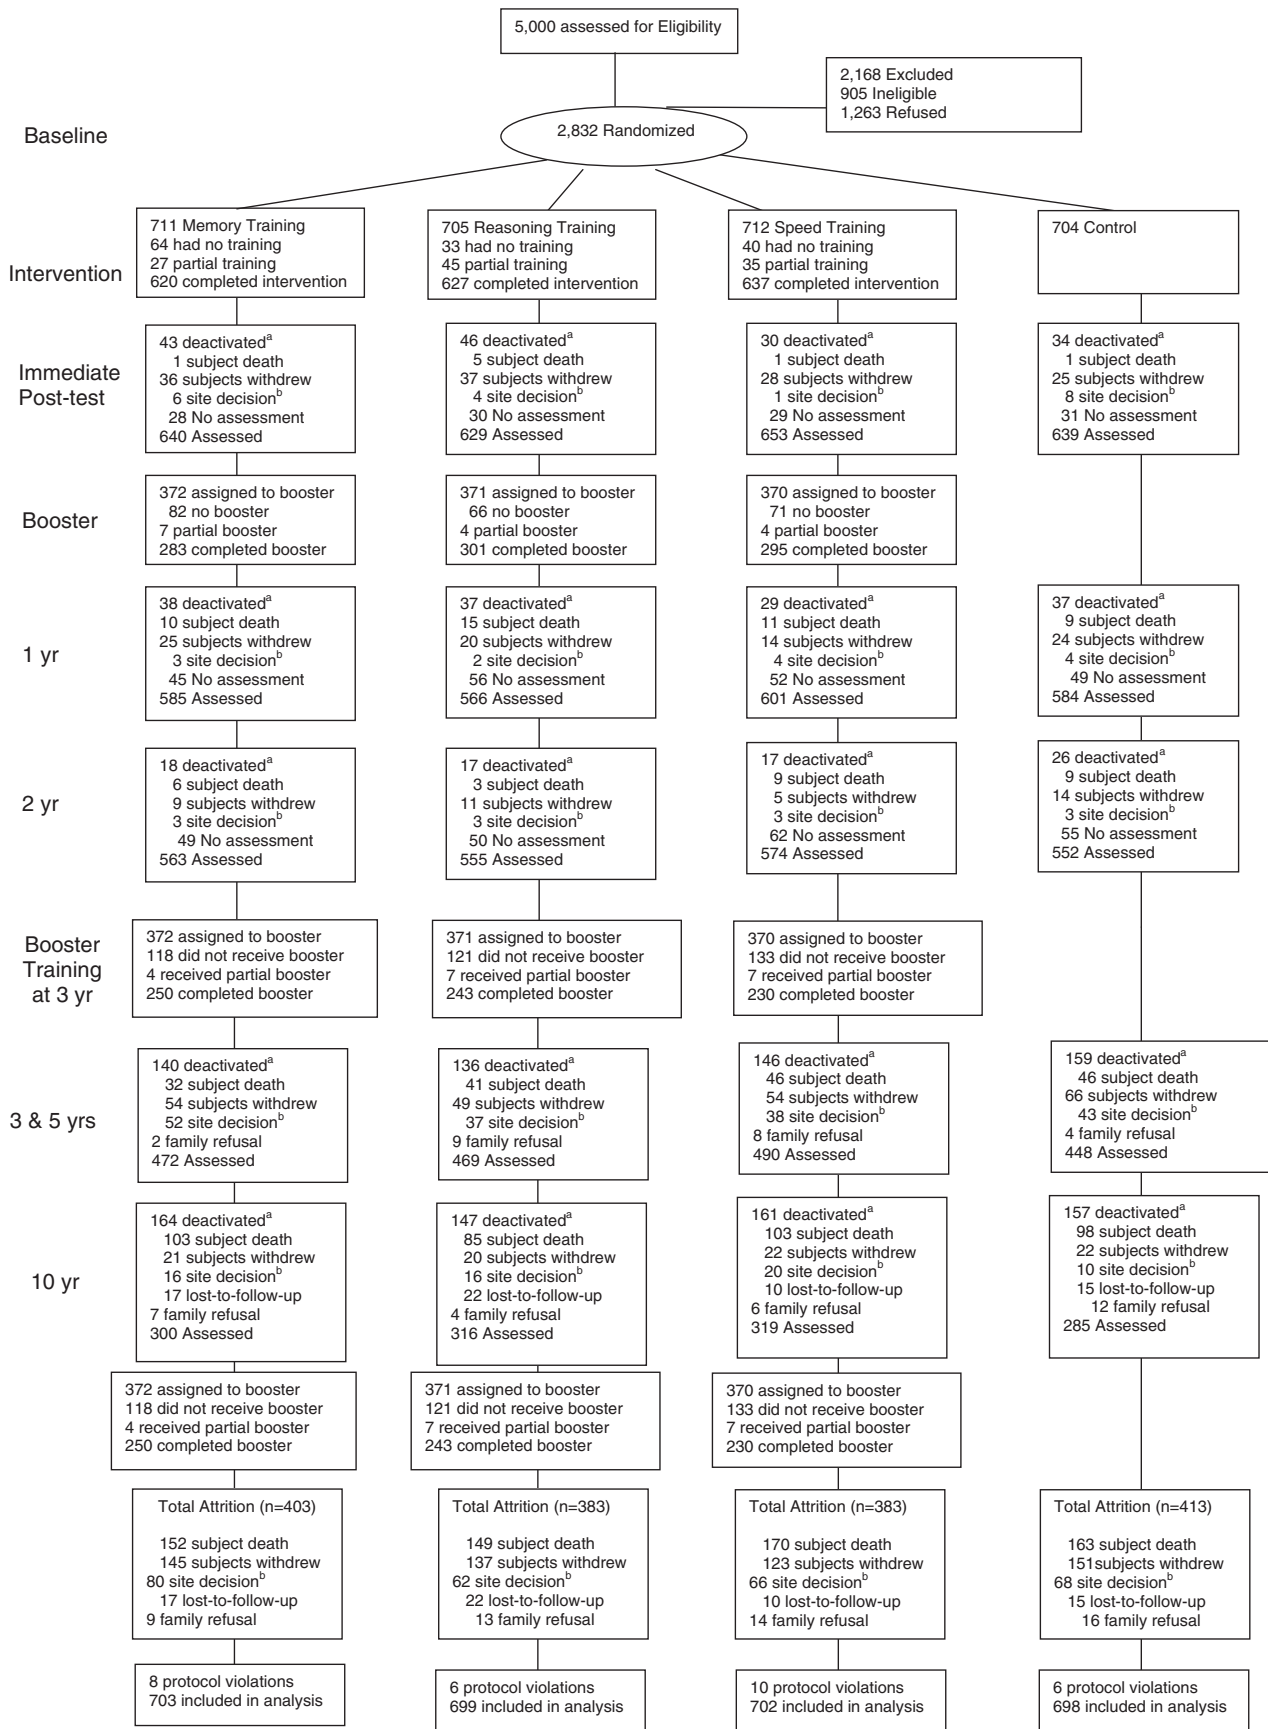 5,000 assessed for Eligibility
2,168 Excluded
905 Ineligible
1,263 Refused
Baseline
2,832 Randomized
Intervention
711 Memory Training
64 had no training
27 partial training
620 completed intervention
705 Reasoning Training
33 had no training
45 partial training
627 completed intervention
712 Speed Training
40 had no training
35 partial training
637 completed intervention
704 Control
Immediate
Post-test
43 deactivatedᵃ
1 subject death
36 subjects withdrew
6 site decisionᵇ
28 No assessment
640 Assessed
46 deactivatedᵃ
5 subject death
37 subjects withdrew
4 site decisionᵇ
30 No assessment
629 Assessed
30 deactivatedᵃ
1 subject death
28 subjects withdrew
1 site decisionᵇ
29 No assessment
653 Assessed
34 deactivatedᵃ
1 subject death
25 subjects withdrew
8 site decisionᵇ
31 No assessment
639 Assessed
Booster
372 assigned to booster
82 no booster
7 partial booster
283 completed booster
371 assigned to booster
66 no booster
4 partial booster
301 completed booster
370 assigned to booster
71 no booster
4 partial booster
295 completed booster
1 yr
38 deactivatedᵃ
10 subject death
25 subjects withdrew
3 site decisionᵇ
45 No assessment
585 Assessed
37 deactivatedᵃ
15 subject death
20 subjects withdrew
2 site decisionᵇ
56 No assessment
566 Assessed
29 deactivatedᵃ
11 subject death
14 subjects withdrew
4 site decisionᵇ
52 No assessment
601 Assessed
37 deactivatedᵃ
9 subject death
24 subjects withdrew
4 site decisionᵇ
49 No assessment
584 Assessed
2 yr
18 deactivatedᵃ
6 subject death
9 subjects withdrew
3 site decisionᵇ
49 No assessment
563 Assessed
17 deactivatedᵃ
3 subject death
11 subjects withdrew
3 site decisionᵇ
50 No assessment
555 Assessed
17 deactivatedᵃ
9 subject death
5 subjects withdrew
3 site decisionᵇ
62 No assessment
574 Assessed
26 deactivatedᵃ
9 subject death
14 subjects withdrew
3 site decisionᵇ
55 No assessment
552 Assessed
Booster
Training
at 3 yr
372 assigned to booster
118 did not receive booster
4 received partial booster
250 completed booster
371 assigned to booster
121 did not receive booster
7 received partial booster
243 completed booster
370 assigned to booster
133 did not receive booster
7 received partial booster
230 completed booster
3 & 5 yrs
140 deactivatedᵃ
32 subject death
54 subjects withdrew
52 site decisionᵇ
2 family refusal
472 Assessed
136 deactivatedᵃ
41 subject death
49 subjects withdrew
37 site decisionᵇ
9 family refusal
469 Assessed
146 deactivatedᵃ
46 subject death
54 subjects withdrew
38 site decisionᵇ
8 family refusal
490 Assessed
159 deactivatedᵃ
46 subject death
66 subjects withdrew
43 site decisionᵇ
4 family refusal
448 Assessed
10 yr
164 deactivatedᵃ
103 subject death
21 subjects withdrew
16 site decisionᵇ
17 lost-to-follow-up
7 family refusal
300 Assessed
147 deactivatedᵃ
85 subject death
20 subjects withdrew
16 site decisionᵇ
22 lost-to-follow-up
4 family refusal
316 Assessed
161 deactivatedᵃ
103 subject death
22 subjects withdrew
20 site decisionᵇ
10 lost-to-follow-up
6 family refusal
319 Assessed
157 deactivatedᵃ
98 subject death
22 subjects withdrew
10 site decisionᵇ
15 lost-to-follow-up
12 family refusal
285 Assessed
372 assigned to booster
118 did not receive booster
4 received partial booster
250 completed booster
371 assigned to booster
121 did not receive booster
7 received partial booster
243 completed booster
370 assigned to booster
133 did not receive booster
7 received partial booster
230 completed booster
Total Attrition (n=403)
152 subject death
145 subjects withdrew
80 site decisionᵇ
17 lost-to-follow-up
9 family refusal
Total Attrition (n=383)
149 subject death
137 subjects withdrew
62 site decisionᵇ
22 lost-to-follow-up
13 family refusal
Total Attrition (n=383)
170 subject death
123 subjects withdrew
66 site decisionᵇ
10 lost-to-follow-up
14 family refusal
Total Attrition (n=413)
163 subject death
151subjects withdrew
68 site decisionᵇ
15 lost-to-follow-up
16 family refusal
8 protocol violations
703 included in analysis
6 protocol violations
699 included in analysis
10 protocol violations
702 included in analysis
6 protocol violations
698 included in analysis